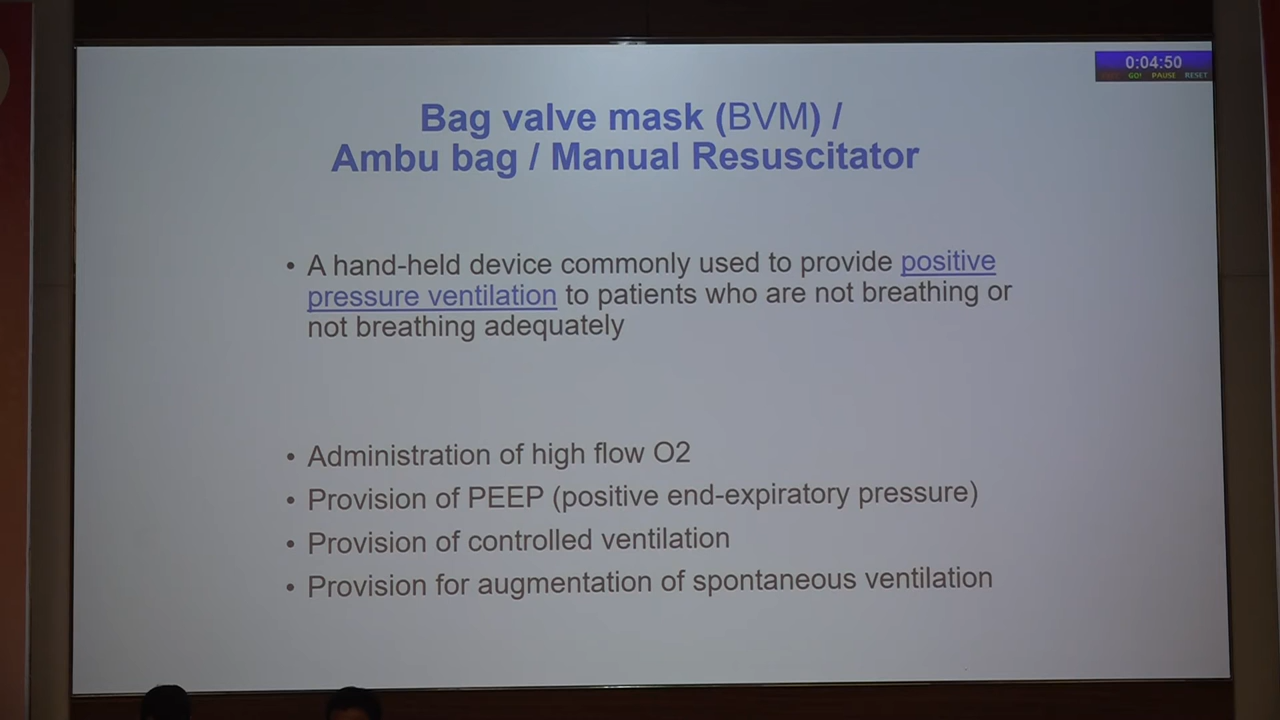 0:04:50
GO! PAUSE RESET
Bag valve mask (BVM) /
Ambu bag / Manual Resuscitator
• A hand-held device commonly used to provide positive
pressure ventilation to patients who are not breathing or
not breathing adequately
• Administration of high flow O2
• Provision of PEEP (positive end-expiratory pressure)
• Provision of controlled ventilation
• Provision for augmentation of spontaneous ventilation